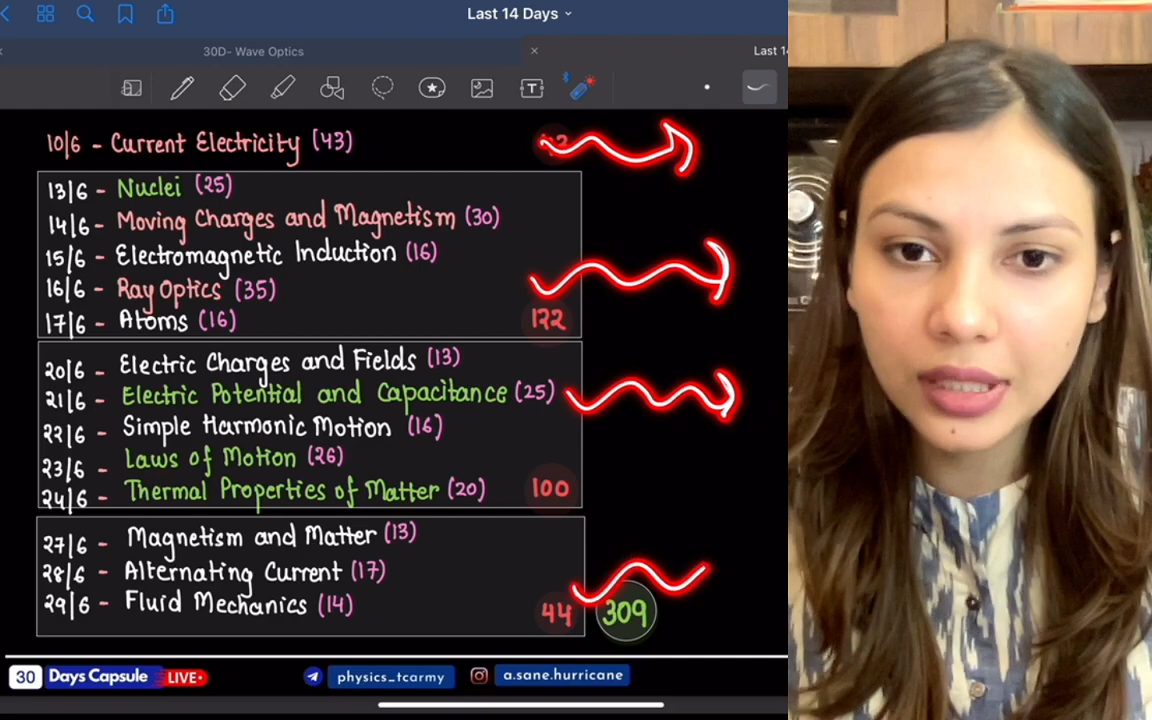 Last 14 Days
30D- Wave Optics
Last 1
10/6 - Current Electricity (43)
13/6 - Nuclei (25)
14/6 - Moving Charges and Magnetism (30)
15/6 - Electromagnetic Induction (16)
16/6 - Ray Optics (35)
17/6 - Atoms (16)
122
20/6 - Electric Charges and Fields (13)
21/6 - Electric Potential and Capacitance (25)
22/6 - Simple Harmonic Motion (16)
23/6 - Laws of Motion (26)
24/6 - Thermal Properties of Matter (20)
100
27/6 - Magnetism and Matter (13)
28/6 - Alternating Current (17)
29/6 - Fluid Mechanics (14)
44 309
30 Days Capsule LIVE physics_tcarmy a.sane.hurricane